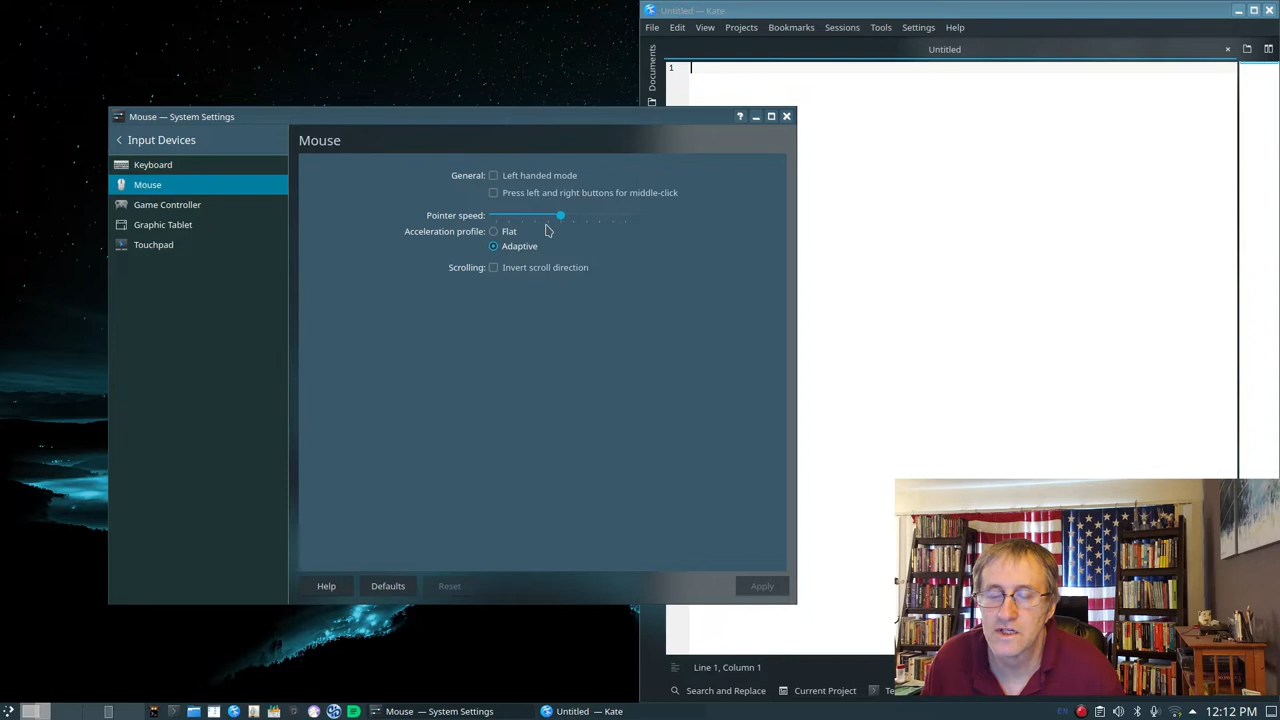 Untitled — Kate
File Edit View Projects Bookmarks Sessions Tools Help
Untitled
Documents
1
Mouse — System Settings
Input Devices
Mouse
Keyboard
General: Left handed mode
Mouse
Press left and right buttons for middle-click
Game Controller
Pointer speed:
Graphic Tablet
Acceleration profile: Flat
Touchpad
Adaptive
Scrolling: Invert scroll direction
Help Defaults Reset Apply
Line 1, Column 1
Search and Replace Current Project Te
Mouse — System Settings Untitled — Kate
EN
12:12 PM